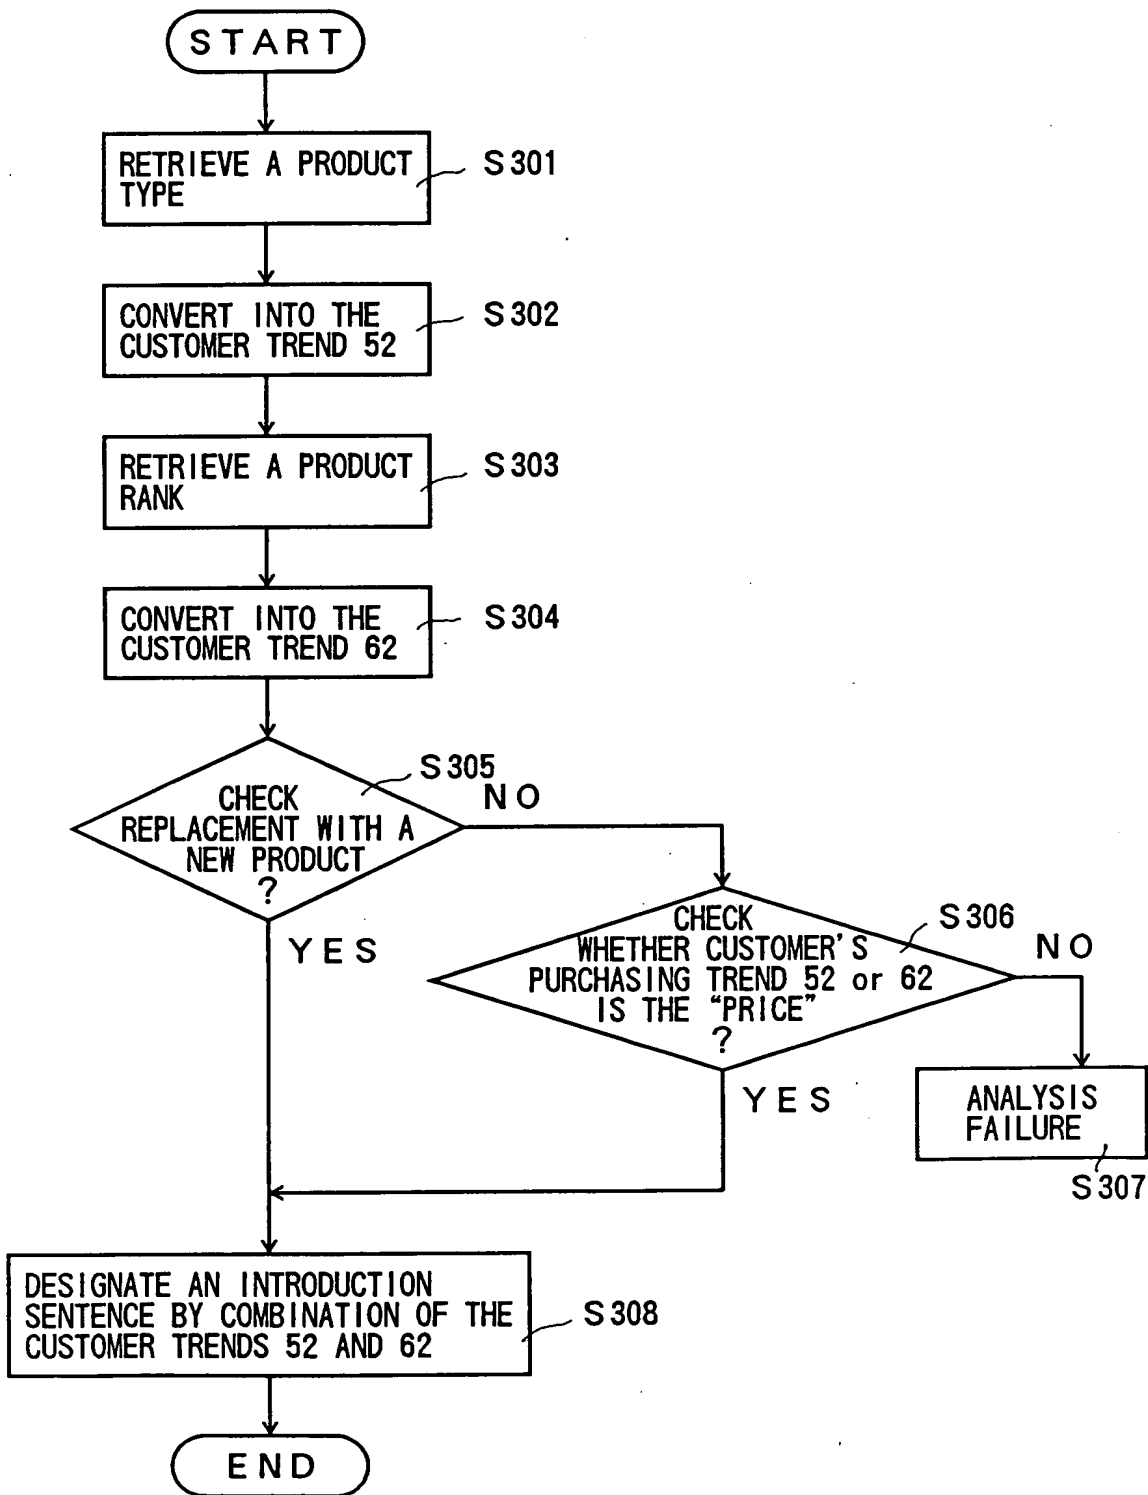 START
RETRIEVE A PRODUCT
TYPE
S301
CONVERT INTO THE
CUSTOMER TREND 52
S302
RETRIEVE A PRODUCT
RANK
S303
CONVERT INTO THE
CUSTOMER TREND 62
S304
S305
CHECK
REPLACEMENT WITH A
NEW PRODUCT
?
NO
YES
S306
CHECK
WHETHER CUSTOMER'S
PURCHASING TREND 52 or 62
IS THE "PRICE"
?
NO
YES
ANALYSIS
FAILURE
S307
DESIGNATE AN INTRODUCTION
SENTENCE BY COMBINATION OF THE
CUSTOMER TRENDS 52 AND 62
S308
END